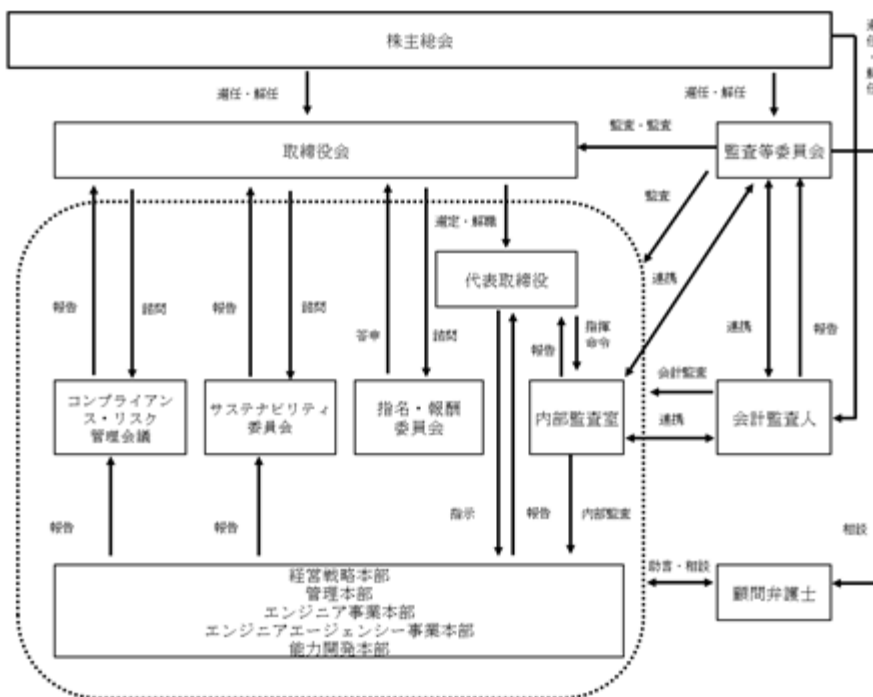 株主総会
選任・解任
選任・解任
選任・解任
取締役会
監査・監査
監査等委員会
監査
選定・解職
代表取締役
連携
報告
諮問
報告
諮問
答申
諮問
報告
指揮
命令
連携
報告
会計監査
コンプライアン
ス・リスク
管理会議
サステナビリティ
委員会
指名・報酬
委員会
内部監査室
連携
会計監査人
報告
報告
指示
報告
内部監査
相談
経営戦略本部
管理本部
エンジニア事業本部
エンジニアエージェンシー事業本部
能力開発本部
助言・相談
顧問弁護士